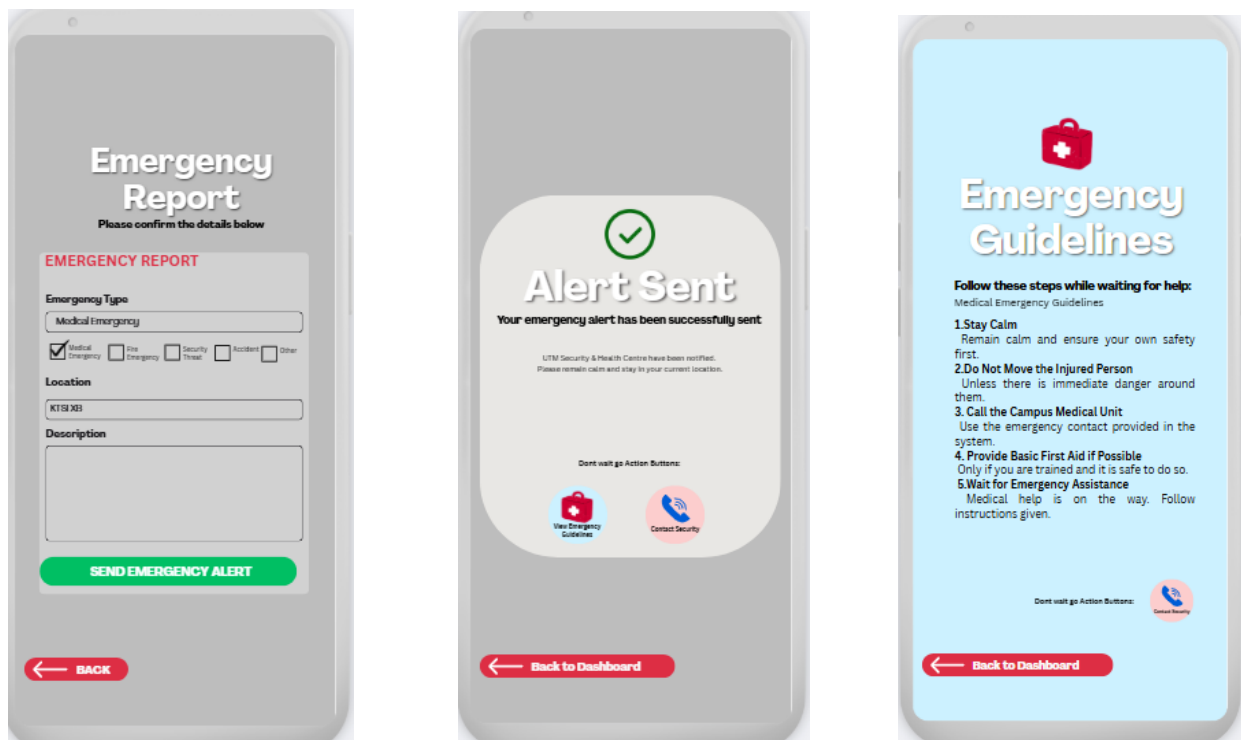 Emergency
Report
Please confirm the details below
EMERGENCY REPORT
Emergency Type
Medical Emergency
Medical
Emergency
Fire
Emergency
Security
Threat
Accident
Other
Location
KTSI XB
Description
SEND EMERGENCY ALERT
BACK
Alert Sent
Your emergency alert has been successfully sent
UTM Security & Health Centre have been notified.
Please remain calm and stay in your current location.
Dont wait go Action Buttons:
View Emergency
Guidelines
Contact Security
Back to Dashboard
Emergency
Guidelines
Follow these steps while waiting for help:
Medical Emergency Guidelines
1.Stay Calm
Remain calm and ensure your own safety
first.
2.Do Not Move the Injured Person
Unless there is immediate danger around
them.
3. Call the Campus Medical Unit
Use the emergency contact provided in the
system.
4. Provide Basic First Aid if Possible
Only if you are trained and it is safe to do so.
5.Wait for Emergency Assistance
Medical help is on the way. Follow
instructions given.
Dont wait go Action Buttons:
Contact Security
Back to Dashboard